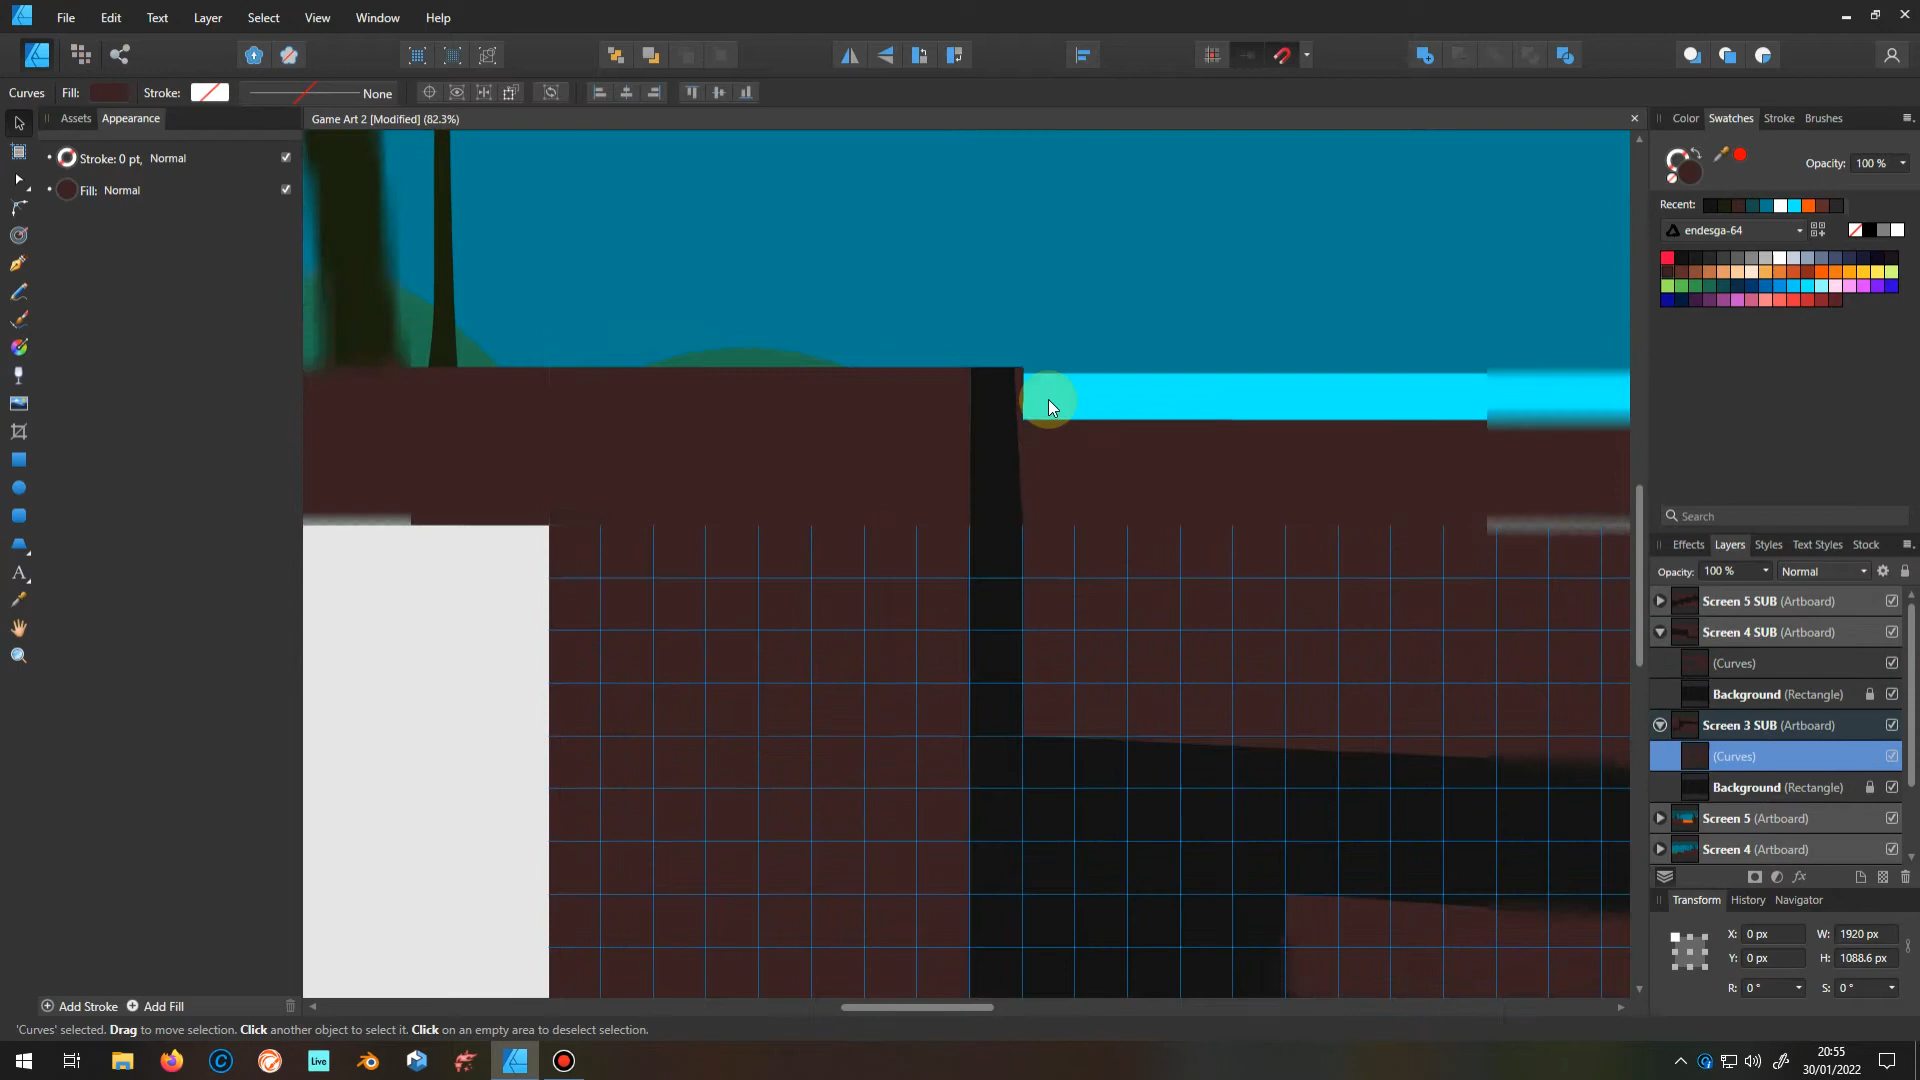 File Edit Text Layer Select View Window Help
Curves Fill: Stroke: None
Assets Appearance
Game Art 2 [Modified] (82.3%)
Color Swatches Stroke Brushes
Stroke: 0 pt, Normal
Fill: Normal
Opacity: 100 %
Recent:
endesga-64
Search
Effects Layers Styles Text Styles Stock
Opacity: 100 % Normal
Screen 5 SUB (Artboard)
Screen 4 SUB (Artboard)
(Curves)
Background (Rectangle)
Screen 3 SUB (Artboard)
(Curves)
Background (Rectangle)
Screen 5 (Artboard)
Screen 4 (Artboard)
Transform History Navigator
X: 0 px W: 1920 px
Y: 0 px H: 1088.6 px
R: 0 ° S: 0 °
Add Stroke Add Fill
'Curves' selected. Drag to move selection. Click another object to select it. Click on an empty area to deselect selection.
Live
20:55
30/01/2022